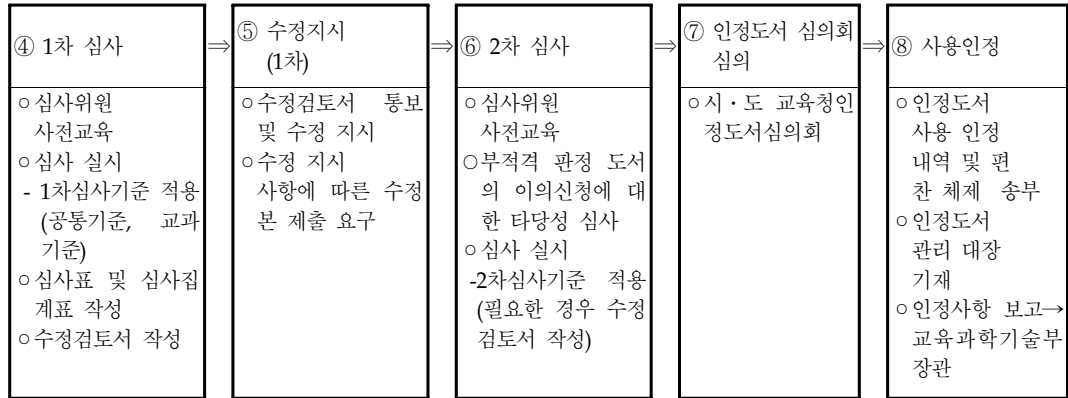 ④ 1차 심사
○심사위원
사전교육
○심사 실시
- 1차심사기준 적용
(공통기준, 교과
기준)
○심사표 및 심사집
계표 작성
○수정검토서 작성
⇒
⑤ 수정지시
(1차)
○수정검토서 통보
및 수정 지시
○수정 지시
사항에 따른 수정
본 제출 요구
⇒
⑥ 2차 심사
○심사위원
사전교육
○부적격 판정 도서
의 이의신청에 대
한 타당성 심사
○심사 실시
-2차심사기준 적용
(필요한 경우 수정
검토서 작성)
⇒
⑦ 인정도서 심의회
심의
○시・도 교육청인
정도서심의회
⇒
⑧ 사용인정
○인정도서
사용 인정
내역 및 편
찬 체제 송부
○인정도서
관리 대장
기재
○인정사항 보고→
교육과학기술부
장관